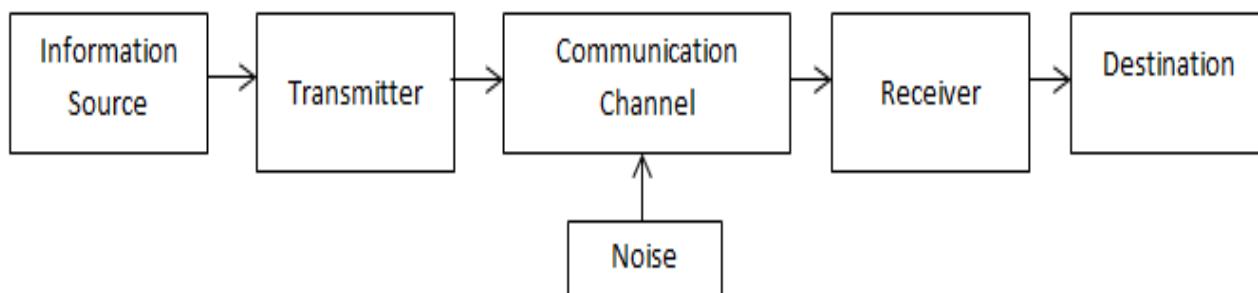 Information
Source
Transmitter
Communication
Channel
Receiver
Destination
Noise